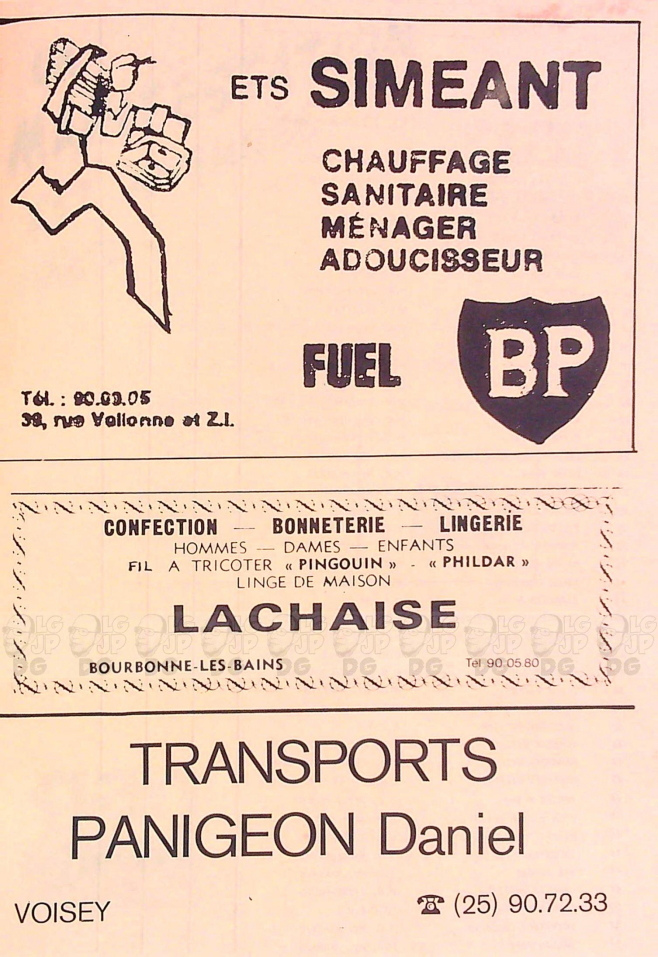 ETS SIMEANT
CHAUFFAGE
SANITAIRE
MÉNAGER
ADOUCISSEUR
FUEL
BP
Tél. : 90.03.05
39, rue Vellonne et Z.I.
CONFECTION — BONNETERIE — LINGERIE
HOMMES — DAMES — ENFANTS
FIL A TRICOTER « PINGOUIN » - « PHILDAR »
LINGE DE MAISON
LACHAISE
BOURBONNE-LES-BAINS
Tél 90.05.80
TRANSPORTS
PANIGEON Daniel
VOISEY
☎ (25) 90.72.33